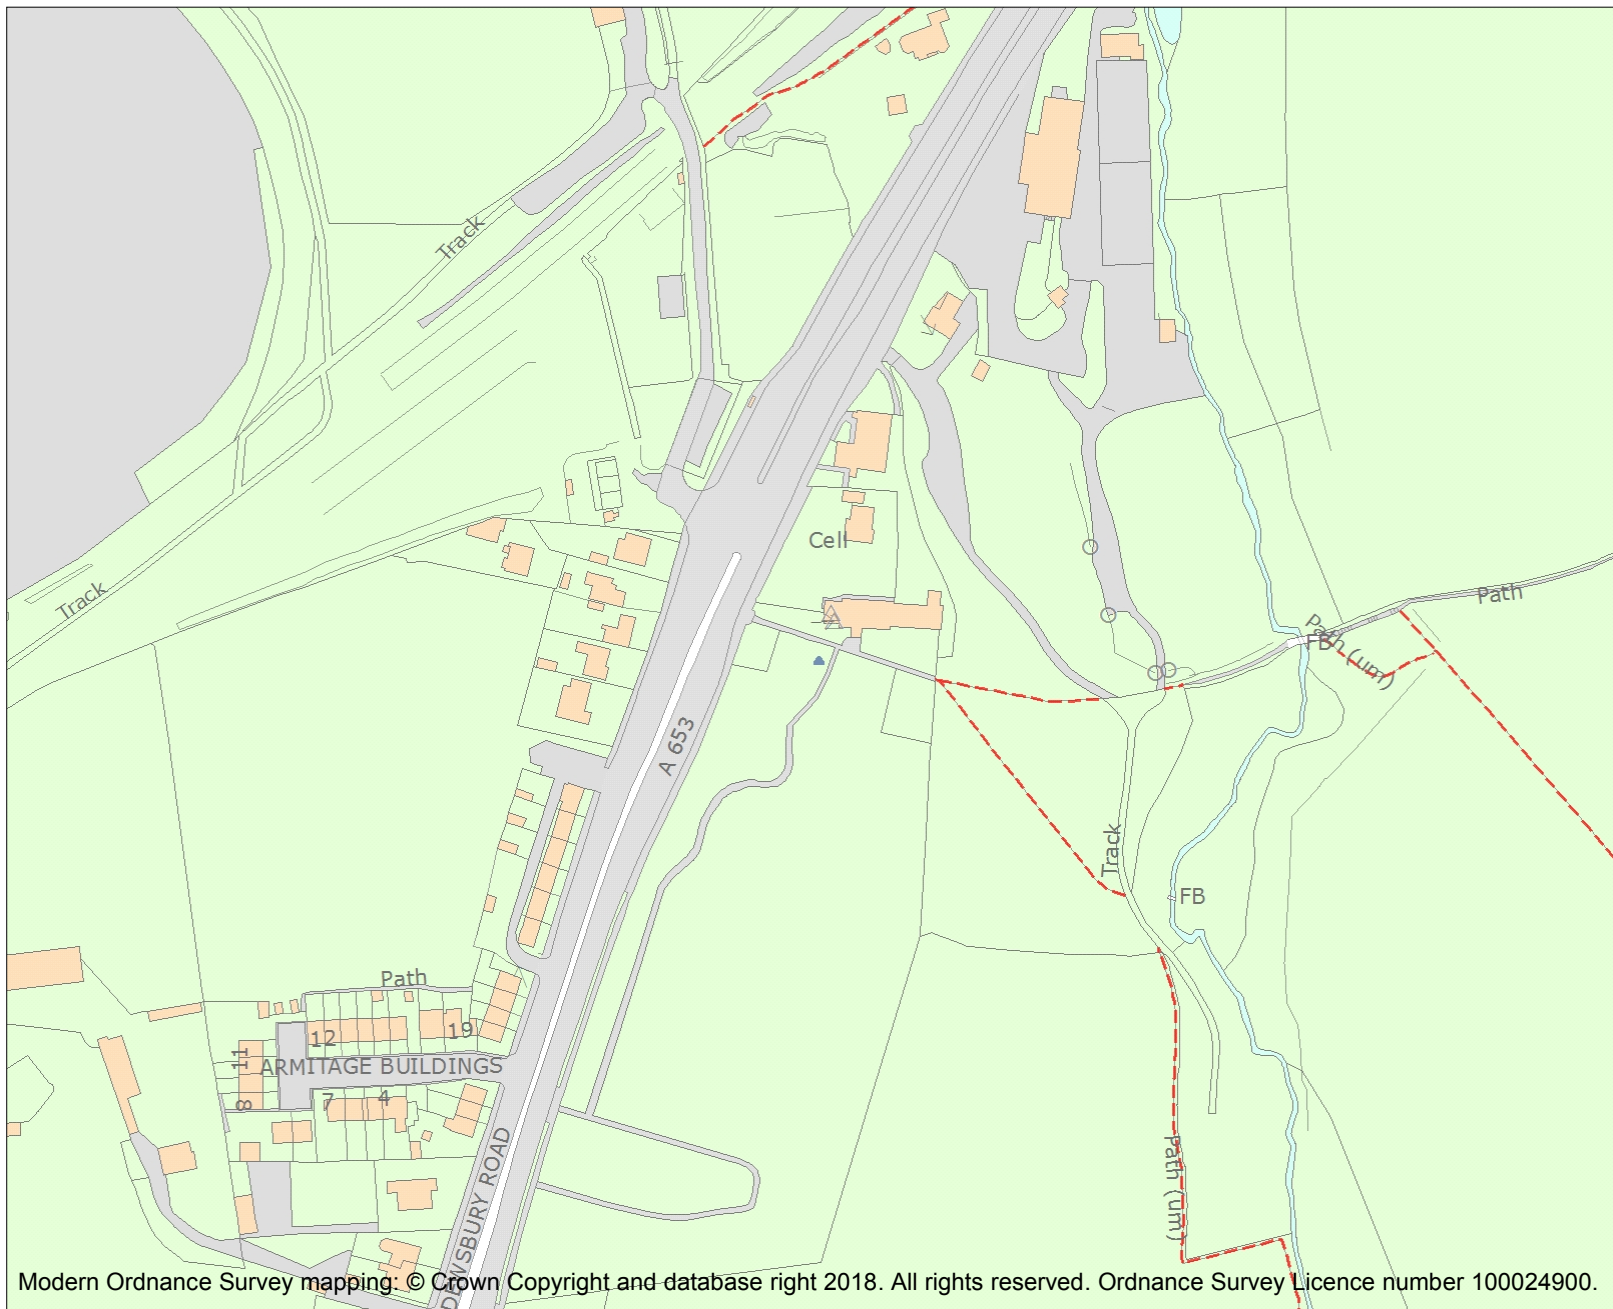 Track
Track
Cell
Path
Path (um)
FB
A 653
Track
FB
Path
12
19
11
ARMITAGE BUILDINGS
8
7
4
DEWSBURY ROAD
Path (um)
Modern Ordnance Survey mapping: © Crown Copyright and database right 2018. All rights reserved. Ordnance Survey Licence number 100024900.